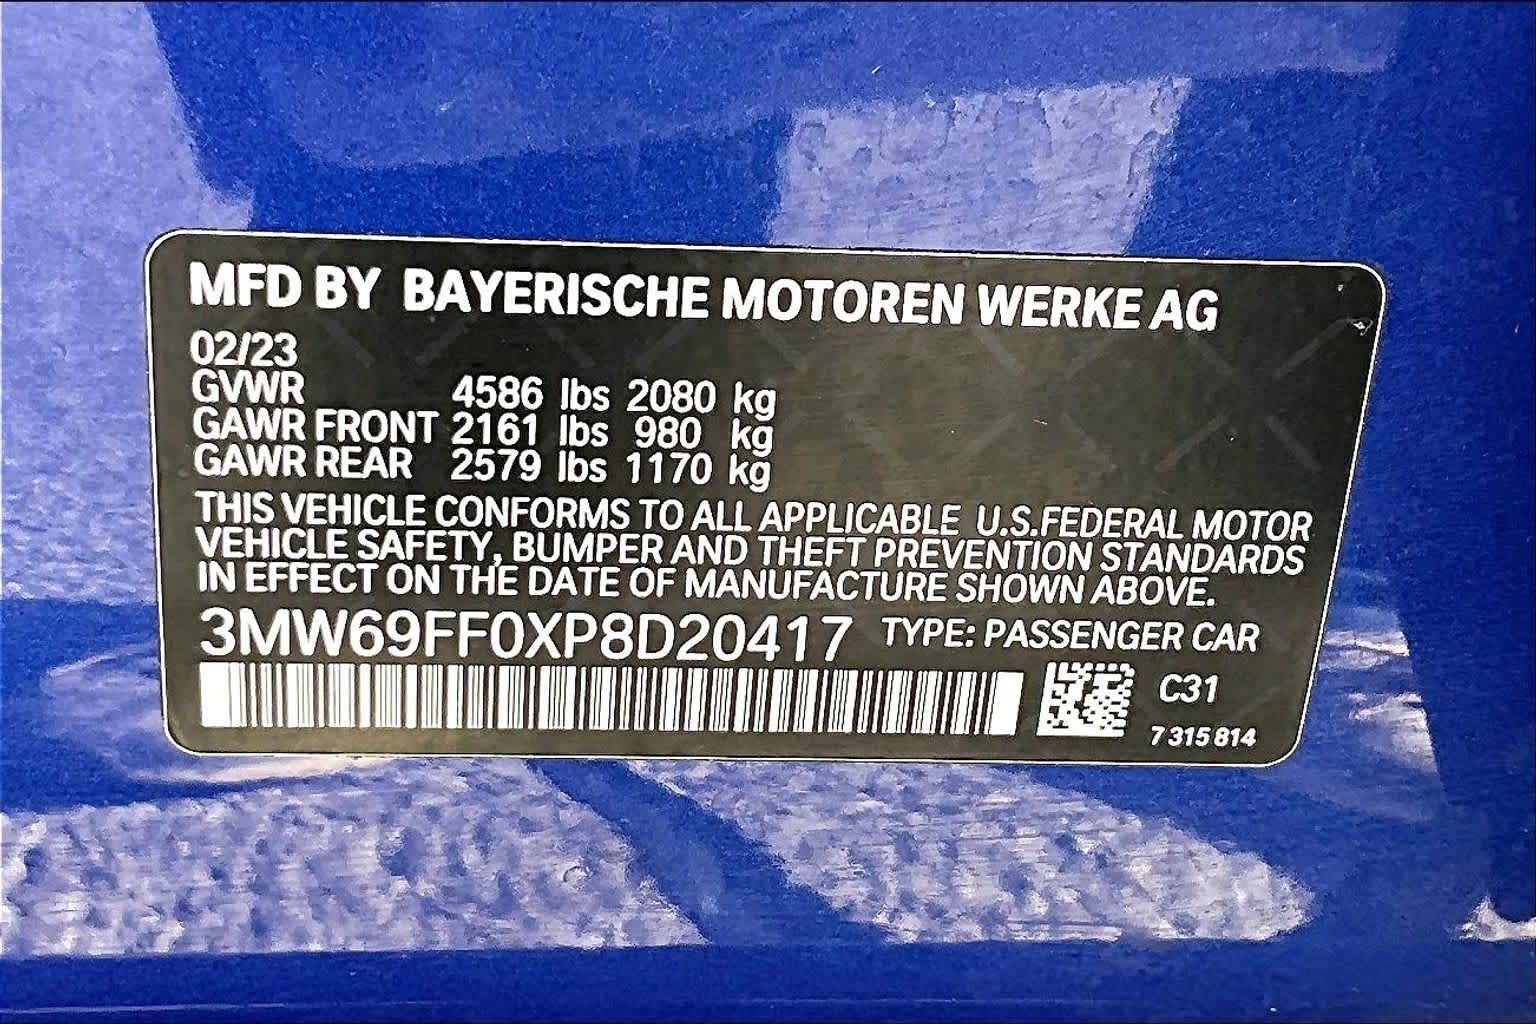 MFD BY BAYERISCHE MOTOREN WERKE AG
02/23
GVWR 4586 lbs 2080 kg
GAWR FRONT 2161 lbs 980 kg
GAWR REAR 2579 lbs 1170 kg
THIS VEHICLE CONFORMS TO ALL APPLICABLE U.S.FEDERAL MOTOR
VEHICLE SAFETY, BUMPER AND THEFT PREVENTION STANDARDS
IN EFFECT ON THE DATE OF MANUFACTURE SHOWN ABOVE.
3MW69FF0XP8D20417 TYPE: PASSENGER CAR
C31
7 315 814